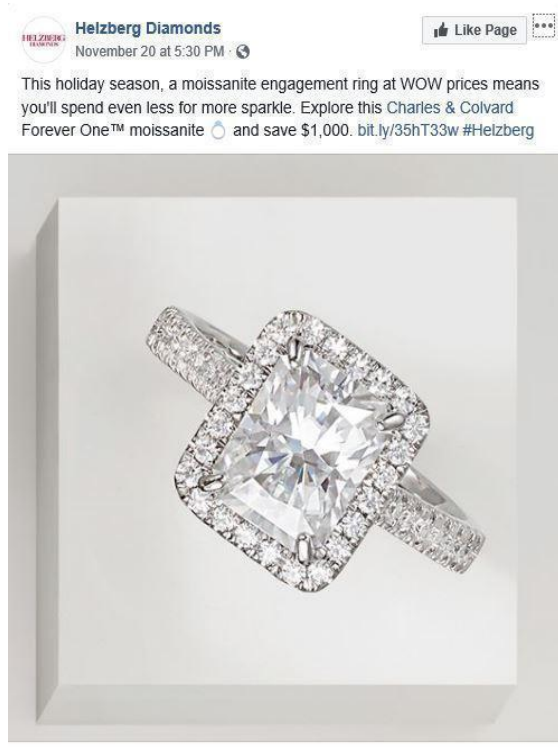 HELZBERG
DIAMONDS
Helzberg Diamonds
November 20 at 5:30 PM ·
Like Page
This holiday season, a moissanite engagement ring at WOW prices means
you'll spend even less for more sparkle. Explore this Charles & Colvard
Forever One™ moissanite 💍 and save $1,000. bit.ly/35hT33w #Helzberg